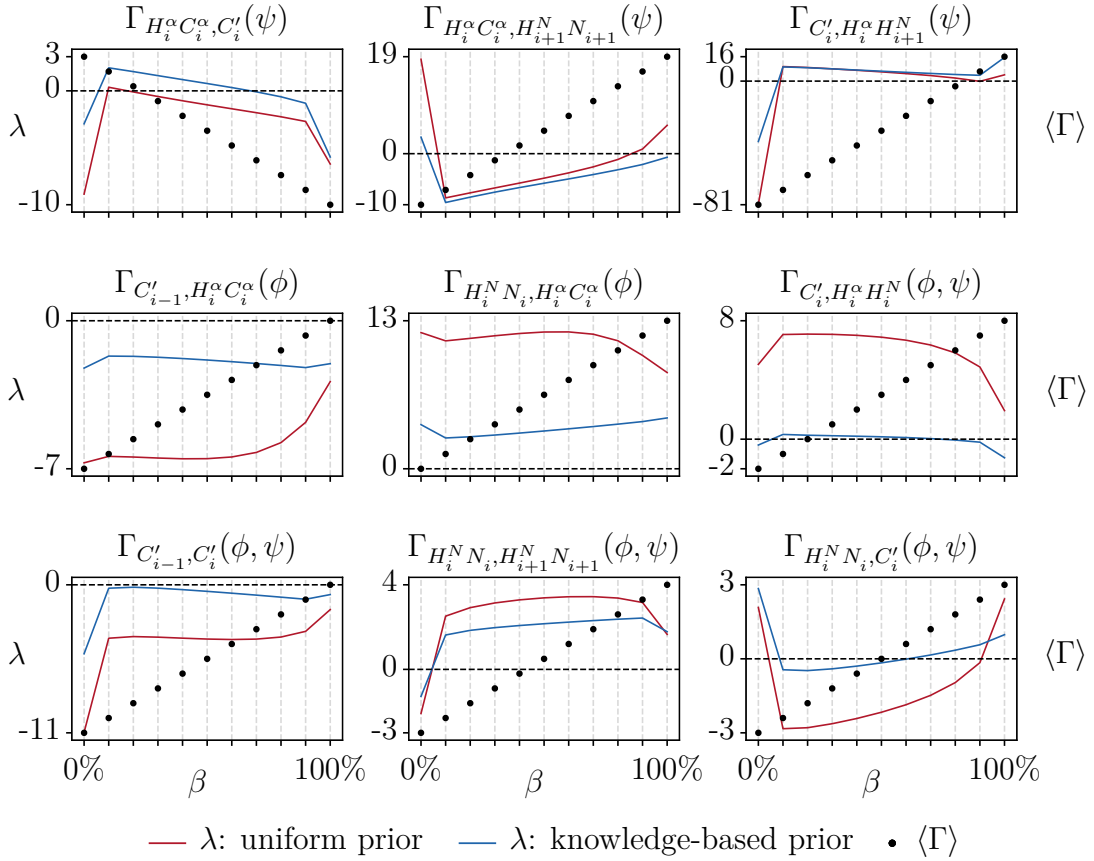 Γ_{H_i^α C_i^α, C_i′}(ψ) Γ_{H_i^α C_i^α, H_{i+1}^N N_{i+1}}(ψ) Γ_{C_i′, H_i^α H_{i+1}^N}(ψ)
3 19 16
0 0 0
λ ⟨Γ⟩
-10 -10 -81
Γ_{C_{i−1}′, H_i^α C_i^α}(ϕ) Γ_{H_i^N N_i, H_i^α C_i^α}(ϕ) Γ_{C_i′, H_i^α H_i^N}(ϕ, ψ)
0 13 8
λ ⟨Γ⟩
0
-7 0 -2
Γ_{C_{i−1}′, C_i′}(ϕ, ψ) Γ_{H_i^N N_i, H_{i+1}^N N_{i+1}}(ϕ, ψ) Γ_{H_i^N N_i, C_i′}(ϕ, ψ)
0 4 3
λ 0 0 ⟨Γ⟩
-11 -3 -3
0% β 100% 0% β 100% 0% β 100%
λ: uniform prior λ: knowledge-based prior ⟨Γ⟩